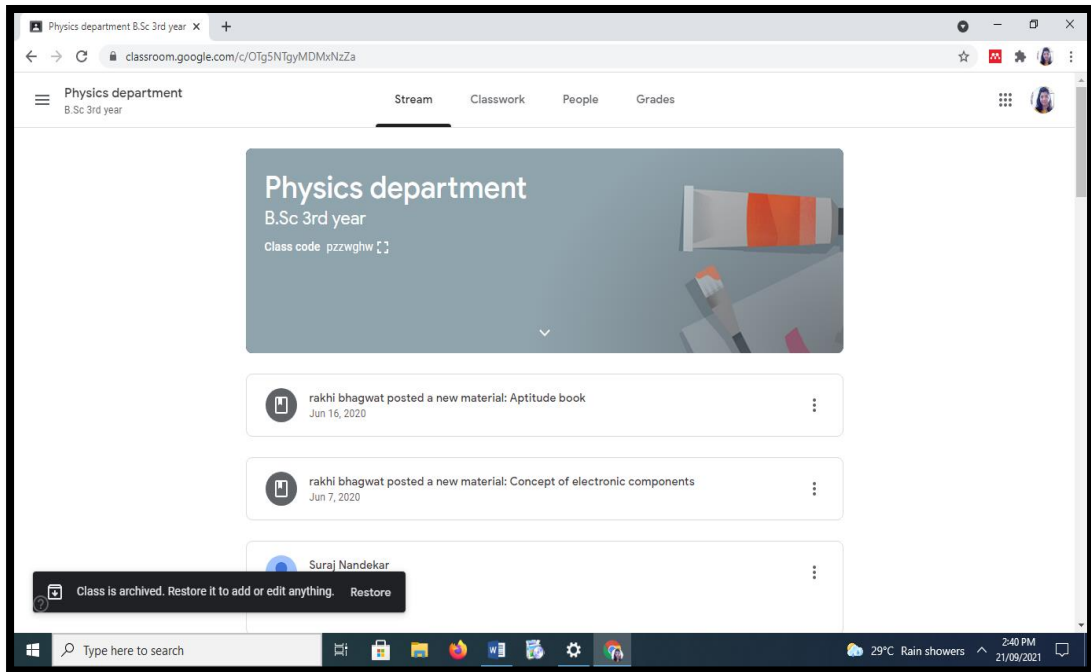 Physics department B.Sc 3rd year
classroom.google.com/c/OTg5NTgyMDMxNzZa
Physics department
B.Sc 3rd year
Stream Classwork People Grades
Physics department
B.Sc 3rd year
Class code pzzwghw
rakhi bhagwat posted a new material: Aptitude book
Jun 16, 2020
rakhi bhagwat posted a new material: Concept of electronic components
Jun 7, 2020
Suraj Nandekar
Class is archived. Restore it to add or edit anything. Restore
Type here to search
29°C Rain showers
2:40 PM
21/09/2021